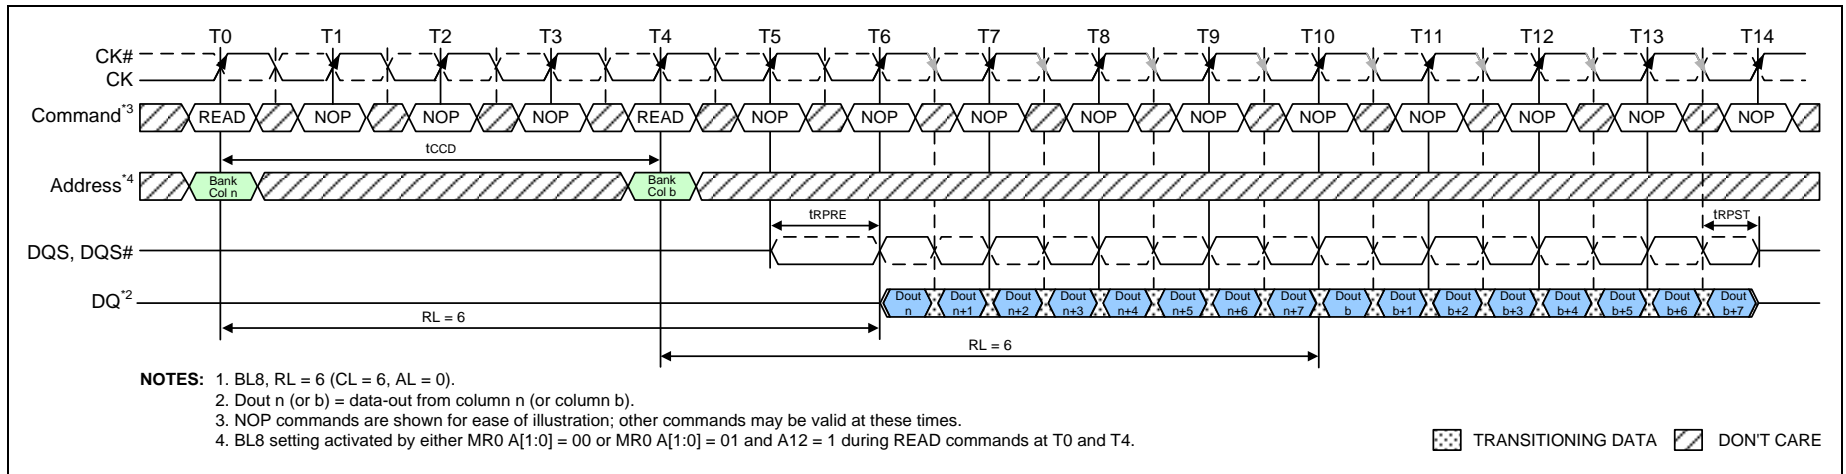 T0 T1 T2 T3 T4 T5 T6 T7 T8 T9 T10 T11 T12 T13 T14
CK#
CK
Command*3 READ NOP NOP NOP READ NOP NOP NOP NOP NOP NOP NOP NOP NOP NOP
tCCD
Address*4 Bank Col n Bank Col b
tRPRE tRPST
DQS, DQS#
DQ*2 Dout n Dout n+1 Dout n+2 Dout n+3 Dout n+4 Dout n+5 Dout n+6 Dout n+7 Dout b Dout b+1 Dout b+2 Dout b+3 Dout b+4 Dout b+5 Dout b+6 Dout b+7
RL = 6
RL = 6
NOTES: 1. BL8, RL = 6 (CL = 6, AL = 0).
2. Dout n (or b) = data-out from column n (or column b).
3. NOP commands are shown for ease of illustration; other commands may be valid at these times.
4. BL8 setting activated by either MR0 A[1:0] = 00 or MR0 A[1:0] = 01 and A12 = 1 during READ commands at T0 and T4.
TRANSITIONING DATA DON'T CARE